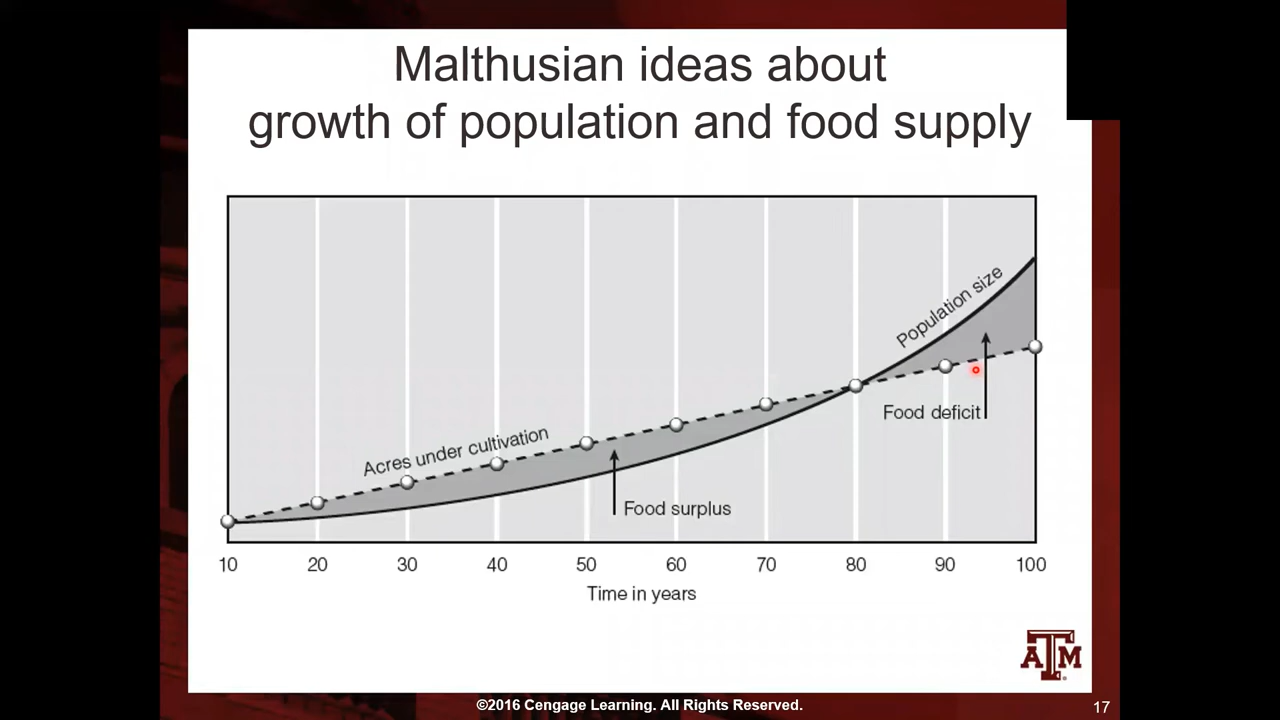 Malthusian ideas about
growth of population and food supply
Population size
Food deficit
Acres under cultivation
Food surplus
10 20 30 40 50 60 70 80 90 100
Time in years
ATM
©2016 Cengage Learning. All Rights Reserved.
17